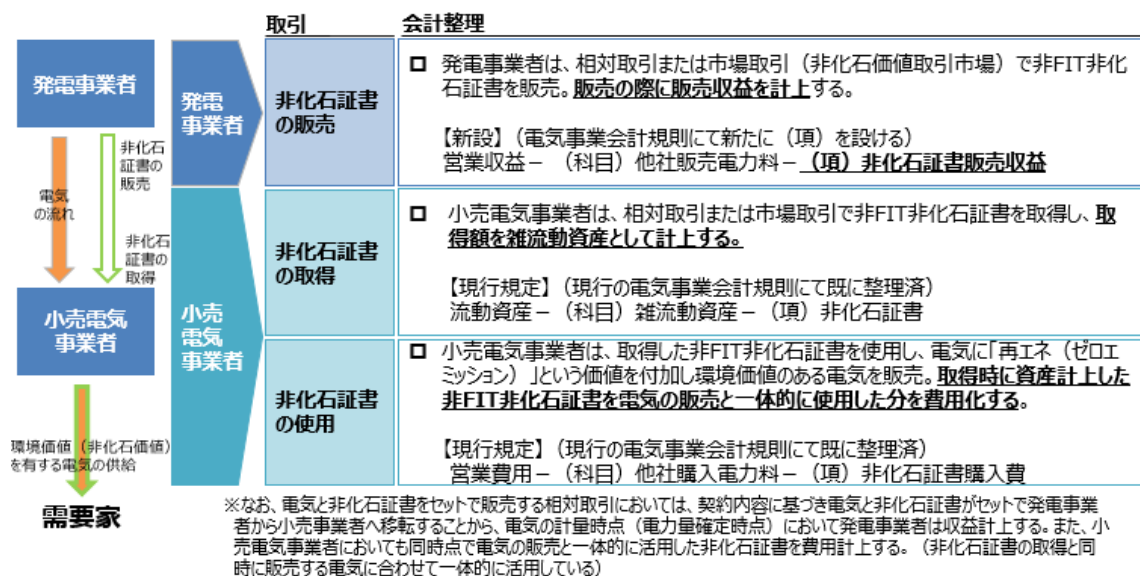 取引
会計整理
発電事業者
非化石
証書の
販売
電気
の流れ
非化石
証書の
取得
小売電気
事業者
環境価値（非化石価値）
を有する電気の供給
需要家
発電
事業者
小売
電気
事業者
非化石証書
の販売
□ 発電事業者は、相対取引または市場取引（非化石価値取引市場）で非FIT非化
石証書を販売。販売の際に販売収益を計上する。
【新設】（電気事業会計規則にて新たに（項）を設ける）
営業収益－（科目）他社販売電力料－（項）非化石証書販売収益
非化石証書
の取得
□ 小売電気事業者は、相対取引または市場取引で非FIT非化石証書を取得し、取
得額を雑流動資産として計上する。
【現行規定】（現行の電気事業会計規則にて既に整理済）
流動資産－（科目）雑流動資産－（項）非化石証書
非化石証書
の使用
□ 小売電気事業者は、取得した非FIT非化石証書を使用し、電気に「再エネ（ゼロエ
ミッション）」という価値を付加し環境価値のある電気を販売。取得時に資産計上した
非FIT非化石証書を電気の販売と一体的に使用した分を費用化する。
【現行規定】（現行の電気事業会計規則にて既に整理済）
営業費用－（科目）他社購入電力料－（項）非化石証書購入費
※なお、電気と非化石証書をセットで販売する相対取引においては、契約内容に基づき電気と非化石証書がセットで発電事業
者から小売事業者へ移転することから、電気の計量時点（電力量確定時点）において発電事業者は収益計上する。また、小
売電気事業者においても同時点で電気の販売と一体的に活用した非化石証書を費用計上する。（非化石証書の取得と同
時に販売する電気に合わせて一体的に活用している）